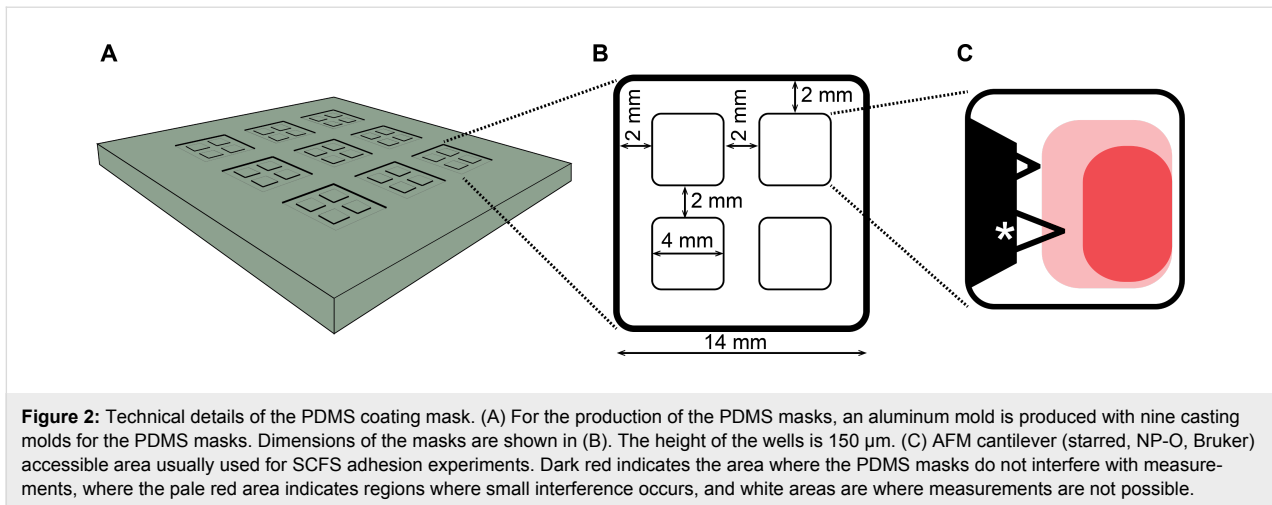 A
B
C
2 mm
2 mm
2 mm
2 mm
4 mm
14 mm
*
Figure 2: Technical details of the PDMS coating mask. (A) For the production of the PDMS masks, an aluminum mold is produced with nine casting
molds for the PDMS masks. Dimensions of the masks are shown in (B). The height of the wells is 150 µm. (C) AFM cantilever (starred, NP-O, Bruker)
accessible area usually used for SCFS adhesion experiments. Dark red indicates the area where the PDMS masks do not interfere with measure-
ments, where the pale red area indicates regions where small interference occurs, and white areas are where measurements are not possible.